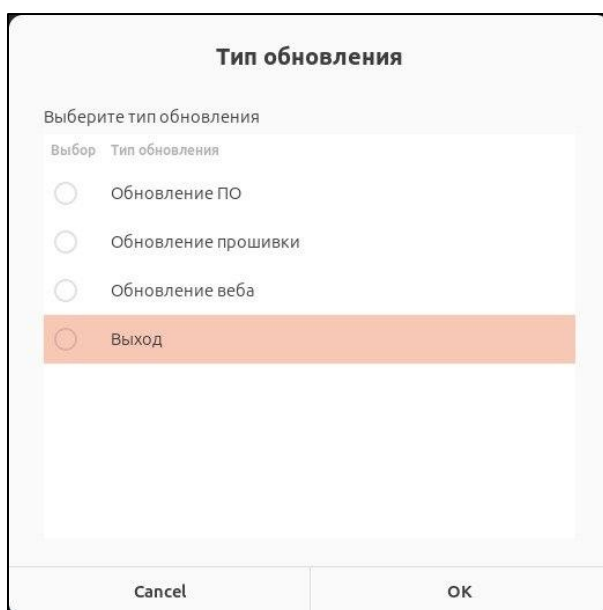 Тип обновления
Выберите тип обновления
Выбор Тип обновления
Обновление ПО
Обновление прошивки
Обновление веба
Выход
Cancel OK